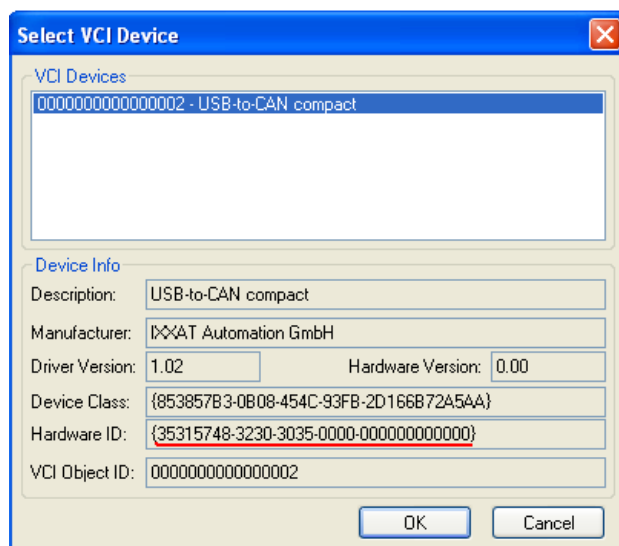 Select VCI Device
VCI Devices
0000000000000002 - USB-to-CAN compact
Device Info
Description: USB-to-CAN compact
Manufacturer: IXXAT Automation GmbH
Driver Version: 1.02 Hardware Version: 0.00
Device Class: {853857B3-0B08-454C-93FB-2D166B72A5AA}
Hardware ID: {35315748-3230-3035-0000-000000000000}
VCI Object ID: 0000000000000002
OK Cancel